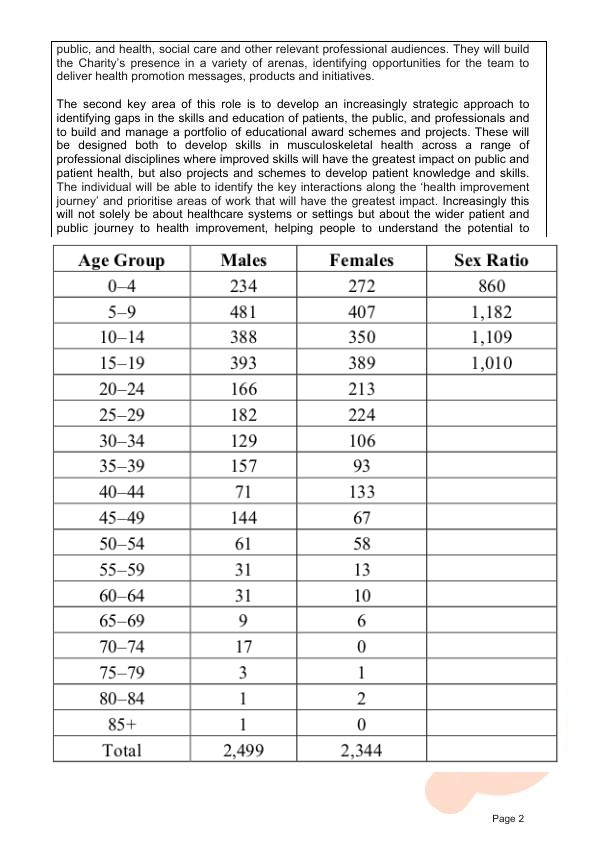 public, and health, social care and other relevant professional audiences. They will build
the Charity's presence in a variety of arenas, identifying opportunities for the team to
deliver health promotion messages, products and initiatives.
The second key area of this role is to develop an increasingly strategic approach to
identifying gaps in the skills and education of patients, the public, and professionals and
to build and manage a portfolio of educational award schemes and projects. These will
be designed both to develop skills in musculoskeletal health across a range of
professional disciplines where improved skills will have the greatest impact on public and
patient health, but also projects and schemes to develop patient knowledge and skills.
The individual will be able to identify the key interactions along the 'health improvement
journey' and prioritise areas of work that will have the greatest impact. Increasingly this
will not solely be about healthcare systems or settings but about the wider patient and
public journey to health improvement, helping people to understand the potential to
Age Group Males Females Sex Ratio
0–4 234 272 860
5–9 481 407 1,182
10–14 388 350 1,109
15–19 393 389 1,010
20–24 166 213
25–29 182 224
30–34 129 106
35–39 157 93
40–44 71 133
45–49 144 67
50–54 61 58
55–59 31 13
60–64 31 10
65–69 9 6
70–74 17 0
75–79 3 1
80–84 1 2
85+ 1 0
Total 2,499 2,344
Page 2